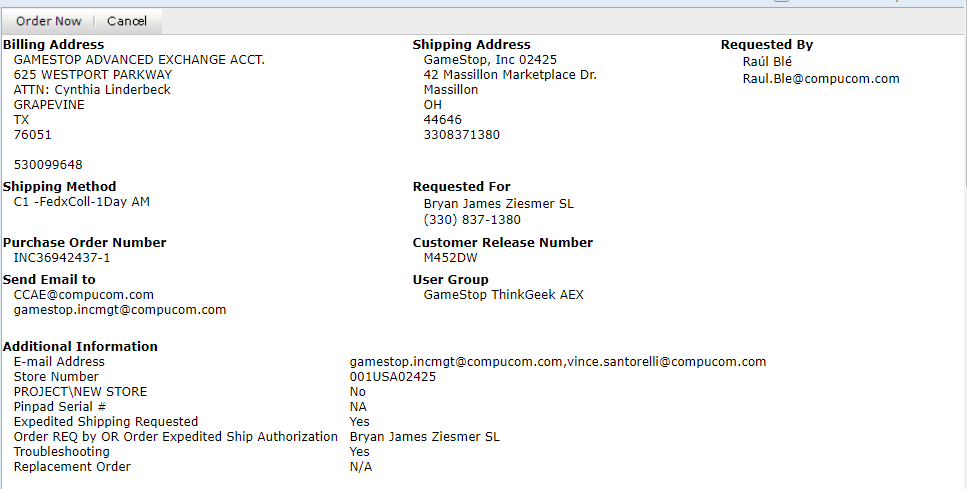 Order Now | Cancel
Billing Address
GAMESTOP ADVANCED EXCHANGE ACCT.
625 WESTPORT PARKWAY
ATTN: Cynthia Linderbeck
GRAPEVINE
TX
76051
530099648
Shipping Address
GameStop, Inc 02425
42 Massillon Marketplace Dr.
Massillon
OH
44646
3308371380
Requested By
Raúl Blé
Raul.Ble@compucom.com
Shipping Method
C1 -FedxColl-1Day AM
Requested For
Bryan James Ziesmer SL
(330) 837-1380
Purchase Order Number
INC36942437-1
Customer Release Number
M452DW
Send Email to
CCAE@compucom.com
gamestop.incmgt@compucom.com
User Group
GameStop ThinkGeek AEX
Additional Information
E-mail Address gamestop.incmgt@compucom.com,vince.santorelli@compucom.com
Store Number 001USA02425
PROJECT\NEW STORE No
Pinpad Serial # NA
Expedited Shipping Requested Yes
Order REQ by OR Order Expedited Ship Authorization Bryan James Ziesmer SL
Troubleshooting Yes
Replacement Order N/A